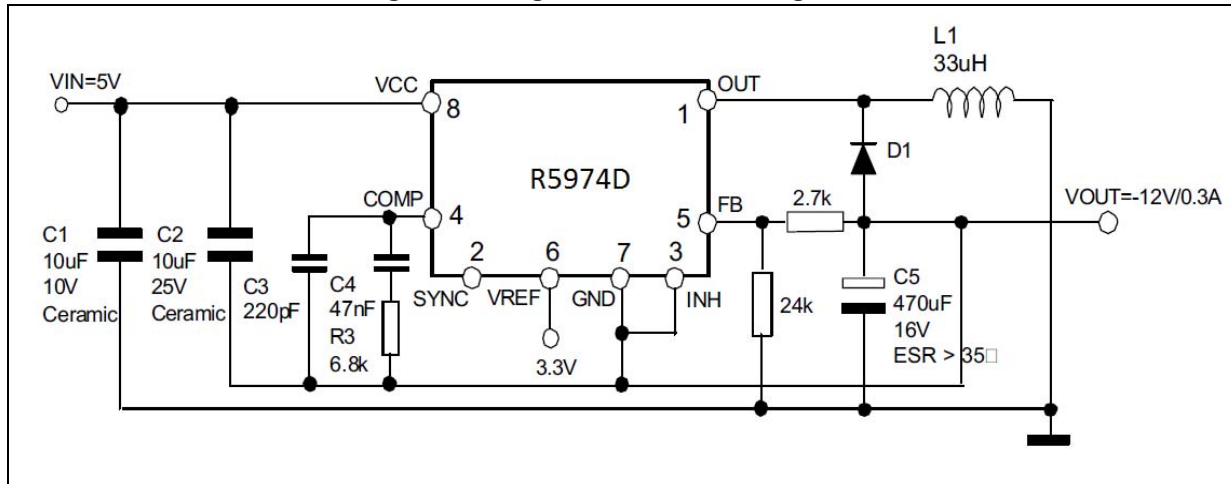 L1
33uH
VIN=5V
VCC
8
OUT
1
D1
R5974D
COMP
4
FB
5
2.7k
VOUT=-12V/0.3A
C1
10uF
10V
Ceramic
C2
10uF
25V
Ceramic
C3
220pF
C4
47nF
R3
6.8k
2
SYNC
6
VREF
3.3V
7
GND
3
INH
24k
C5
470uF
16V
ESR > 35□